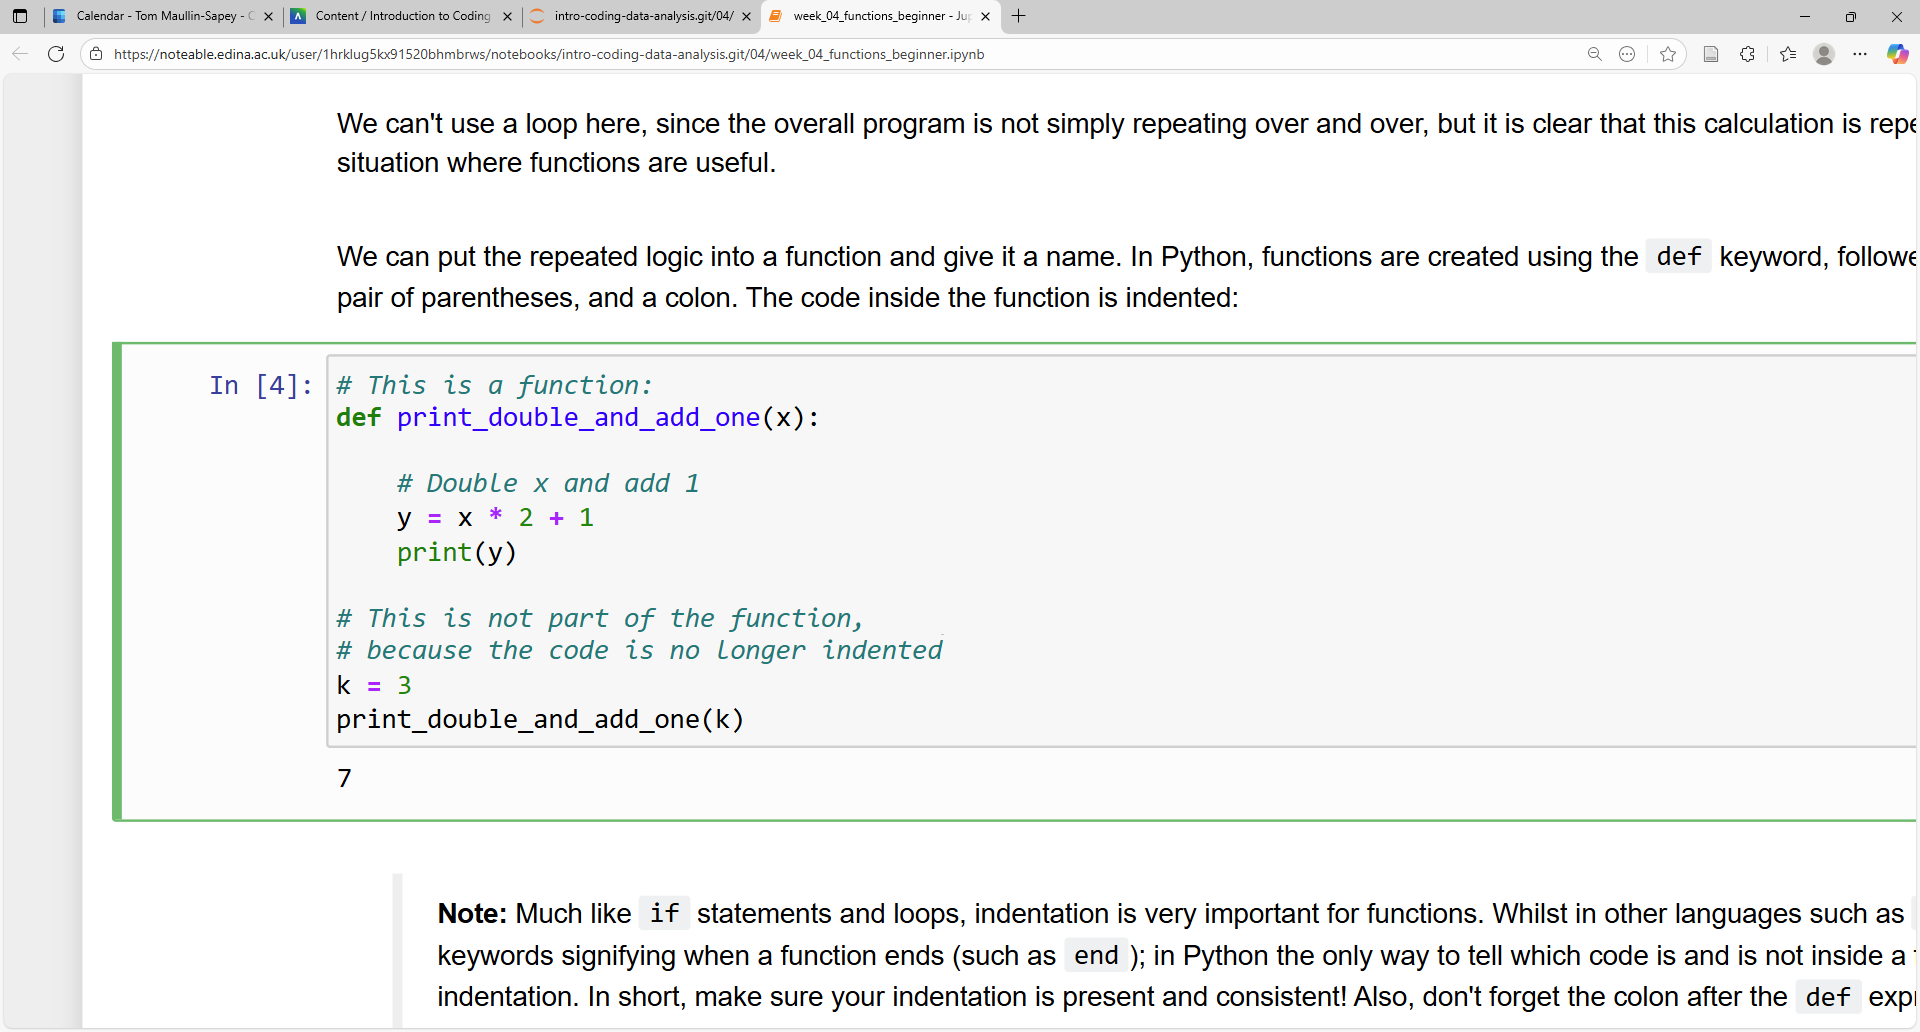 Calendar - Tom Maullin-Sapey - 
Content / Introduction to Coding
intro-coding-data-analysis.git/04/
week_04_functions_beginner - Ju
https://noteable.edina.ac.uk/user/1hrklug5kx91520bhmbrws/notebooks/intro-coding-data-analysis.git/04/week_04_functions_beginner.ipynb
We can't use a loop here, since the overall program is not simply repeating over and over, but it is clear that this calculation is repe
situation where functions are useful.
We can put the repeated logic into a function and give it a name. In Python, functions are created using the def keyword, followe
pair of parentheses, and a colon. The code inside the function is indented:
In [4]:
# This is a function:
def print_double_and_add_one(x):
# Double x and add 1
y = x * 2 + 1
print(y)
# This is not part of the function,
# because the code is no longer indented
k = 3
print_double_and_add_one(k)
7
Note: Much like if statements and loops, indentation is very important for functions. Whilst in other languages such as
keywords signifying when a function ends (such as end ); in Python the only way to tell which code is and is not inside a
indentation. In short, make sure your indentation is present and consistent! Also, don't forget the colon after the def expr